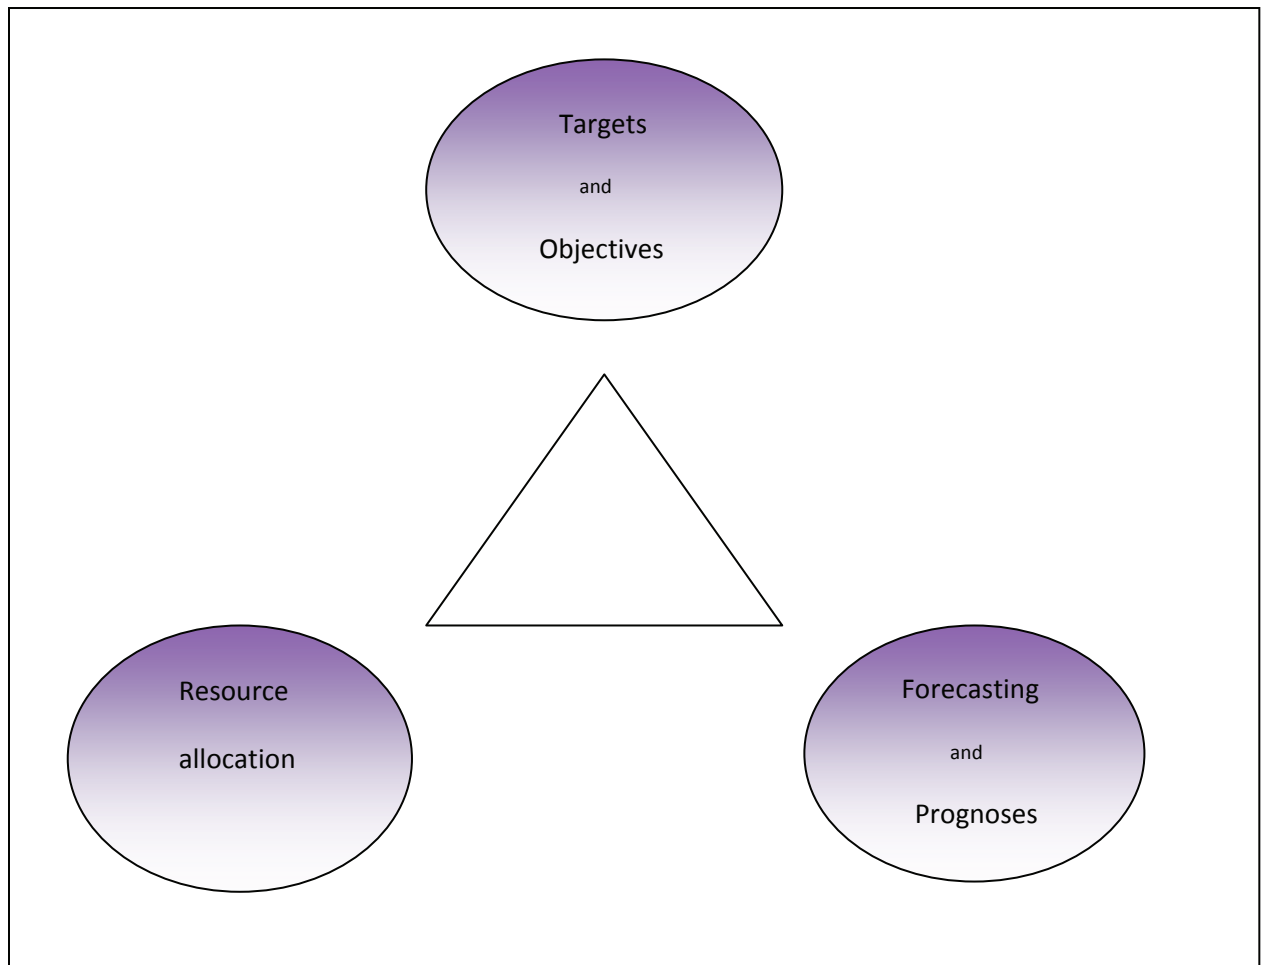 Targets
and
Objectives
Resource
allocation
Forecasting
and
Prognoses